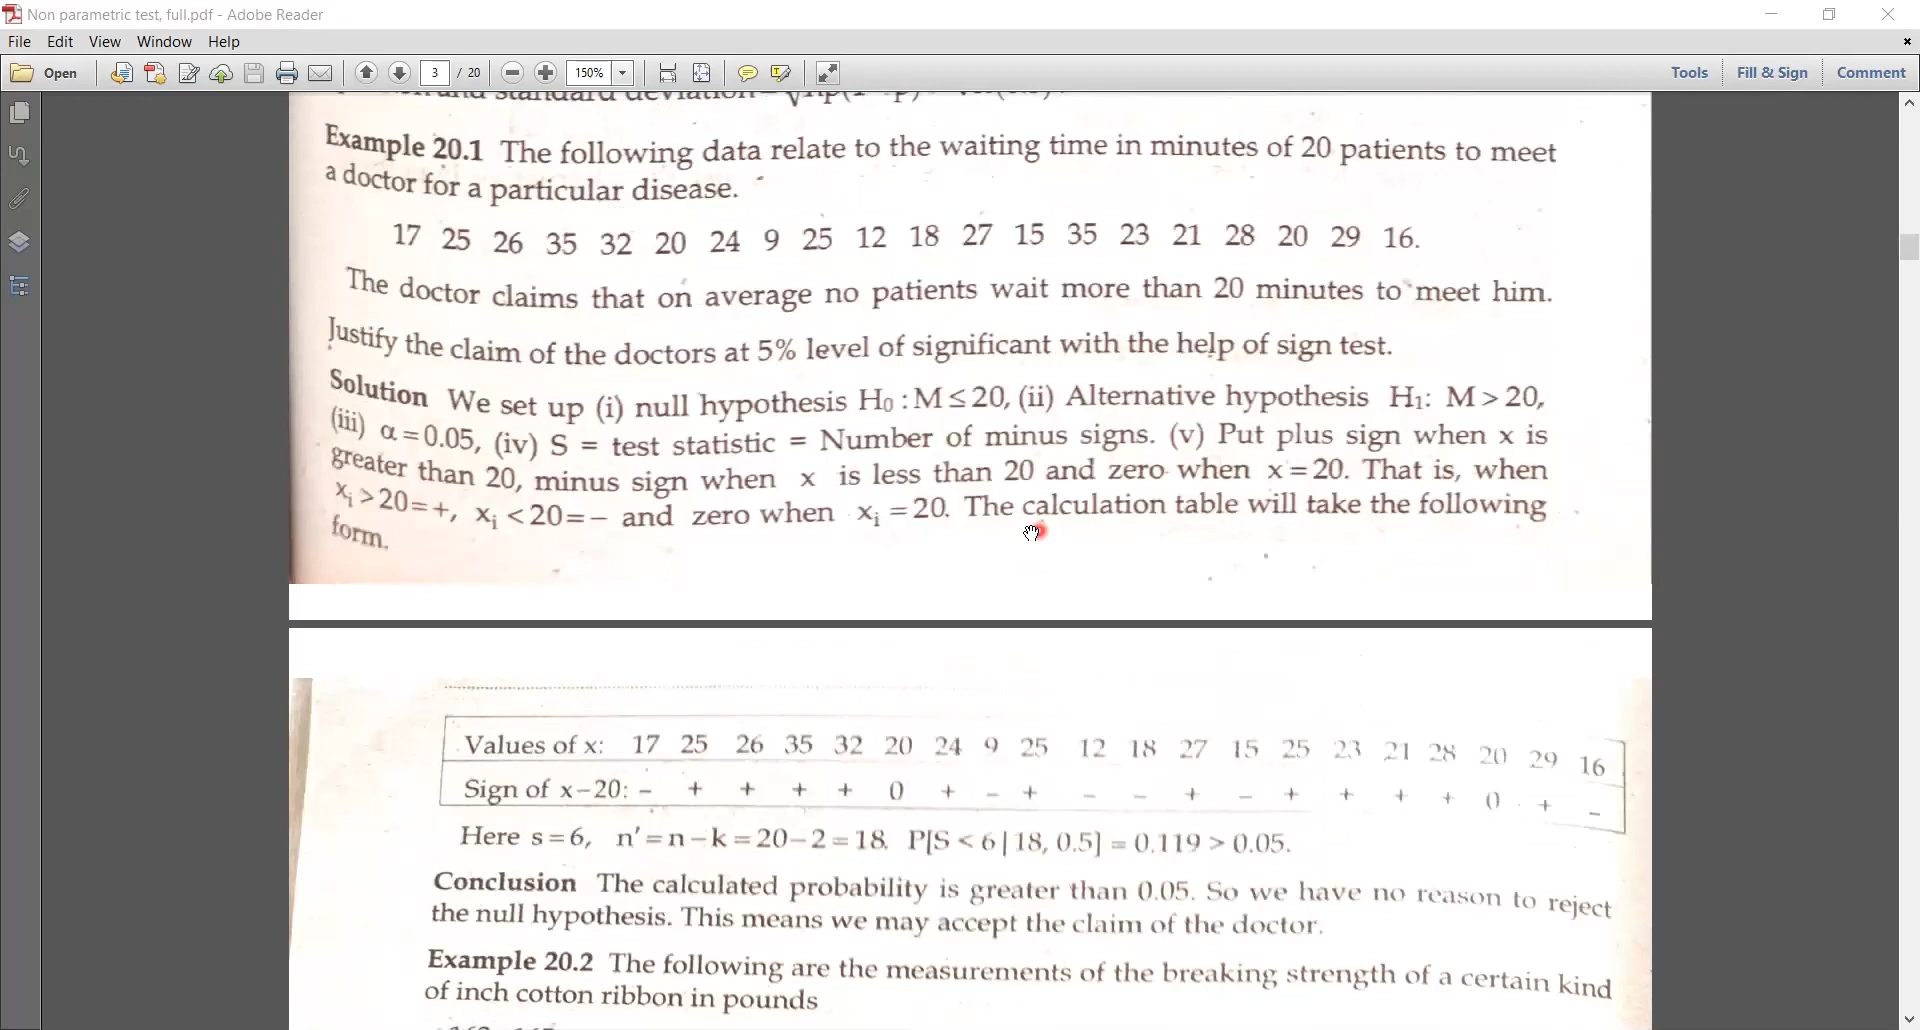 Non parametric test, full.pdf - Adobe Reader
File Edit View Window Help
Open 3 / 20 150% Tools Fill & Sign Comment
and standard deviation
Example 20.1 The following data relate to the waiting time in minutes of 20 patients to meet
a doctor for a particular disease.
17 25 26 35 32 20 24 9 25 12 18 27 15 35 23 21 28 20 29 16.
The doctor claims that on average no patients wait more than 20 minutes to meet him.
Justify the claim of the doctors at 5% level of significant with the help of sign test.
Solution We set up (i) null hypothesis H₀ : M ≤ 20, (ii) Alternative hypothesis H₁: M > 20,
(iii) α = 0.05, (iv) S = test statistic = Number of minus signs. (v) Put plus sign when x is
greater than 20, minus sign when x is less than 20 and zero when x = 20. That is, when
xᵢ > 20 = +, xᵢ < 20 = − and zero when xᵢ = 20. The calculation table will take the following
form.
Values of x: 17 25 26 35 32 20 24 9 25 12 18 27 15 25 23 21 28 20 29 16
Sign of x−20: − + + + + 0 + − + − − + − + + + + 0 + −
Here s = 6, n′ = n − k = 20 − 2 = 18. P[S < 6 | 18, 0.5] = 0.119 > 0.05.
Conclusion The calculated probability is greater than 0.05. So we have no reason to reject
the null hypothesis. This means we may accept the claim of the doctor.
Example 20.2 The following are the measurements of the breaking strength of a certain kind
of inch cotton ribbon in pounds